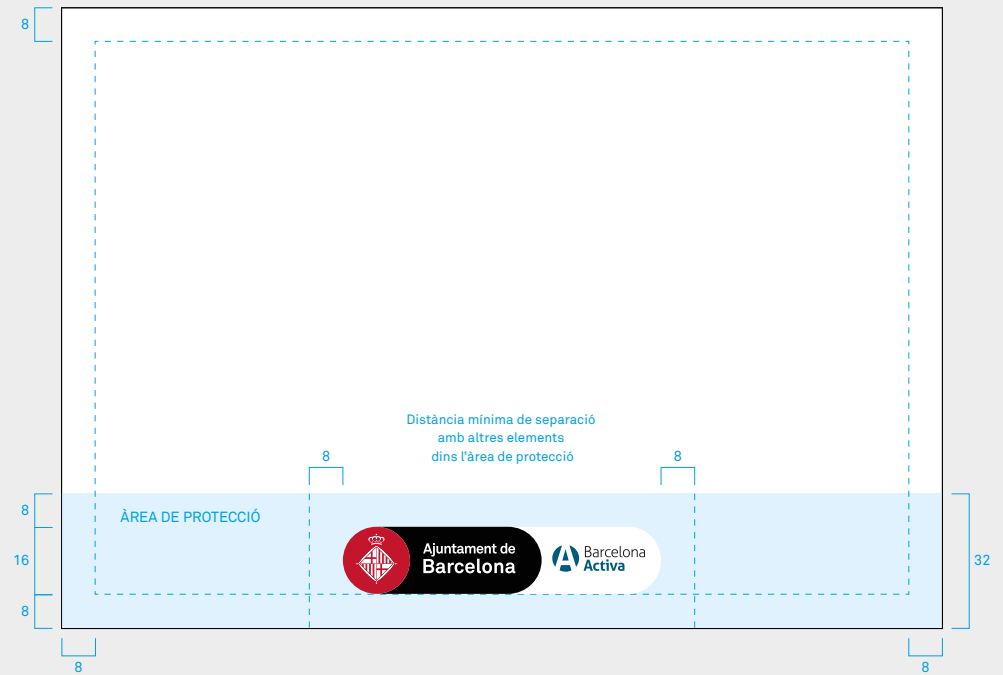 8
Distància mínima de separació
amb altres elements
dins l'àrea de protecció
8
8
8
ÀREA DE PROTECCIÓ
16
Ajuntament de
Barcelona
Barcelona
Activa
32
8
8
8